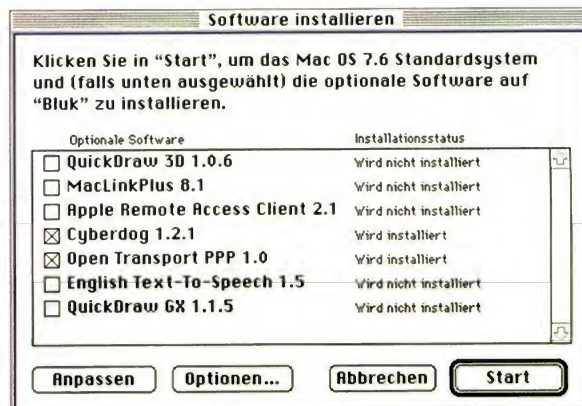 Software installieren
Klicken Sie in “Start”, um das Mac OS 7.6 Standardsystem
und (falls unten ausgewählt) die optionale Software auf
“Bluk” zu installieren.
Optionale Software Installationsstatus
QuickDraw 3D 1.0.6 Wird nicht installiert
MacLinkPlus 8.1 Wird nicht installiert
Apple Remote Access Client 2.1 Wird nicht installiert
Cyberdog 1.2.1 Wird installiert
Open Transport PPP 1.0 Wird installiert
English Text-To-Speech 1.5 Wird nicht installiert
QuickDraw GX 1.1.5 Wird nicht installiert
Anpassen Optionen... Abbrechen Start